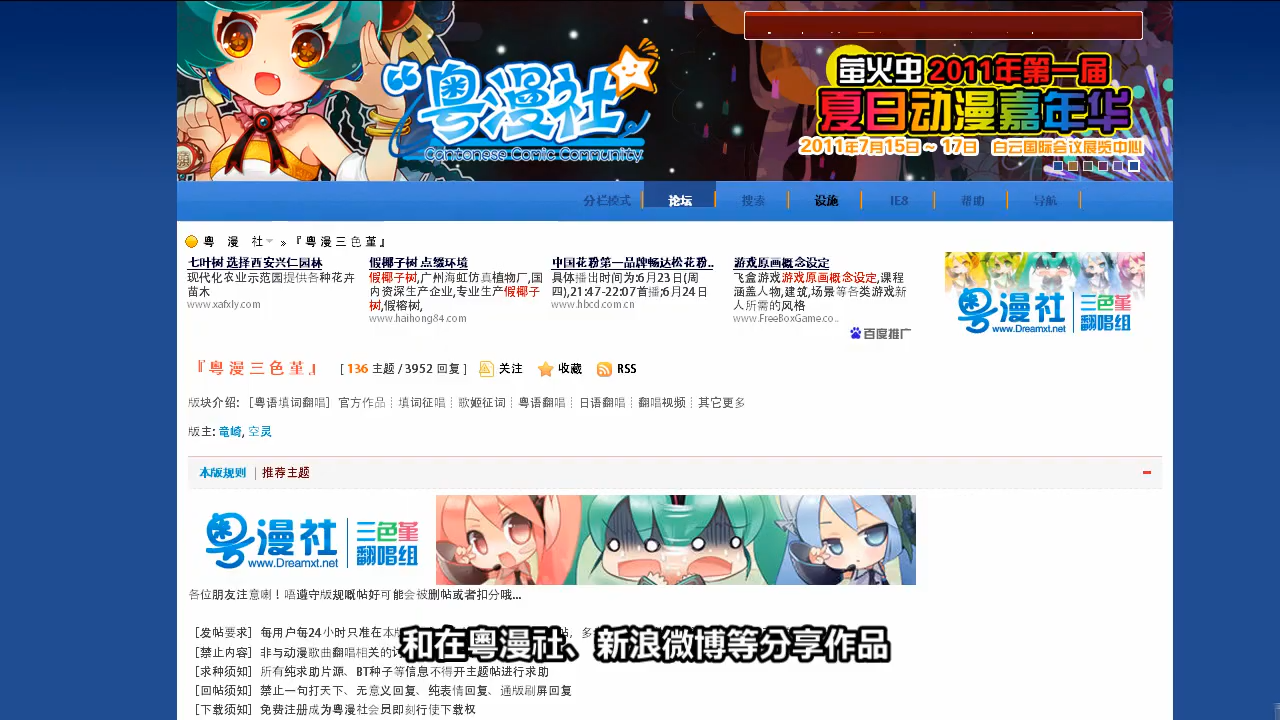 “粤漫社
Cantonese Comic Community
萤火虫 2011年第一届
夏日动漫嘉年华
2011年7月15日~17日 白云国际会议展览中心
分栏模式 论坛 搜索 设施 IE8 帮助 导航
粤 漫 社 » 『粤漫三色堇』
七叶树 选择西安兴仁园林
现代化农业示范园提供各种花卉
苗木
www.xafxly.com
假椰子树 点缀环境
假椰子树,广州海虹仿真植物厂,国
内资深生产企业,专业生产假椰子
树,假榕树,
www.haihong84.com
中国花粉第一品牌畅达松花粉..
具体播出时间为:6月23日(周
四),21:47-22:07首播;6月24日
www.hbcd.com.cn
游戏原画概念设定
飞盒游戏游戏原画概念设定,课程
涵盖人物,建筑,场景等各类游戏新
人所需的风格
www.FreeBoxGame.co..
百度推广
粤漫社 三色堇
www.Dreamxt.net 翻唱组
『粤漫三色堇』 [ 136 主题 / 3952 回复 ] 关注 收藏 RSS
版块介绍: [粤语填词翻唱] 官方作品┊填词征唱┊歌姬征词┊粤语翻唱┊日语翻唱┊翻唱视频┊其它更多
版主: 竜崎, 空灵
本版规则 | 推荐主题
粤漫社 三色堇
www.Dreamxt.net 翻唱组
各位朋友注意喇！唔遵守版规嘅帖好可能会被删帖或者扣分哦...
[发帖要求] 每用户每24小时只准在本版
[禁止内容] 非与动漫歌曲翻唱相关的
和在粤漫社、新浪微博等分享作品
[求种须知] 所有纯求助片源、BT种子等信息不得开主题帖进行求助
[回帖须知] 禁止一句打天下、无意义回复、纯表情回复、通版刷屏回复
[下载须知] 免费注册成为粤漫社会员即刻行使下载权